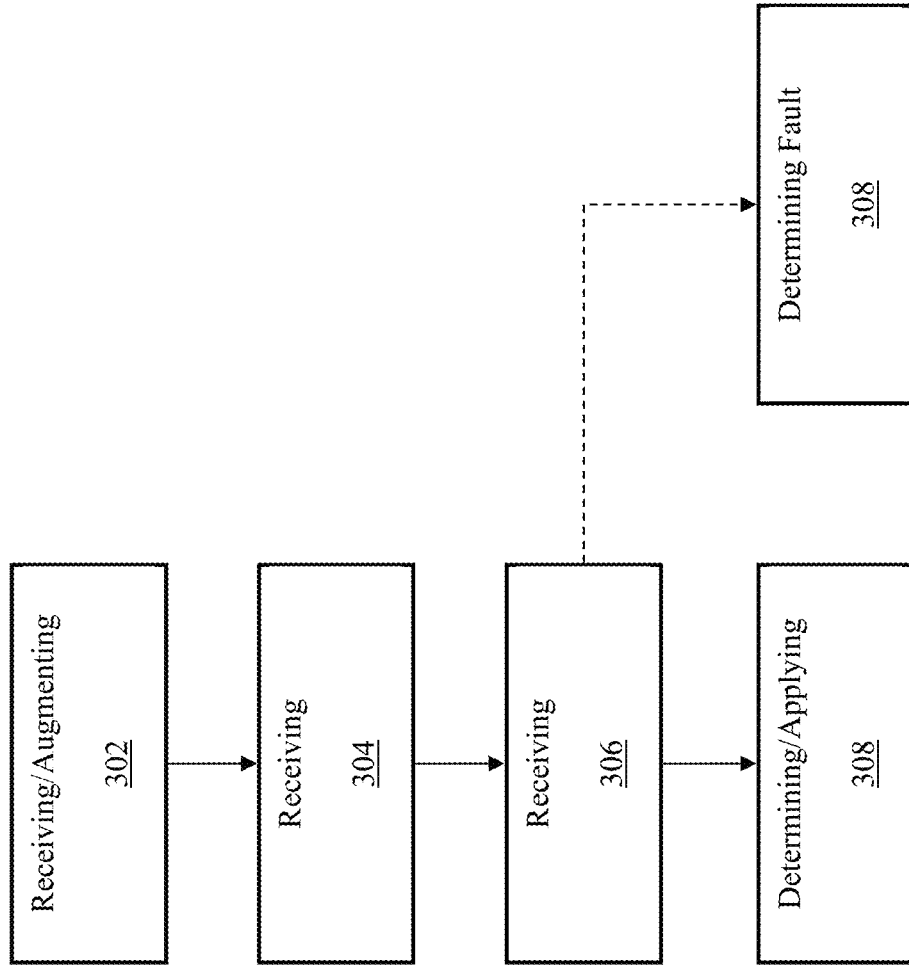 Receiving/Augmenting
302
Receiving
304
Receiving
306
Determining/Applying
308
Determining Fault
308